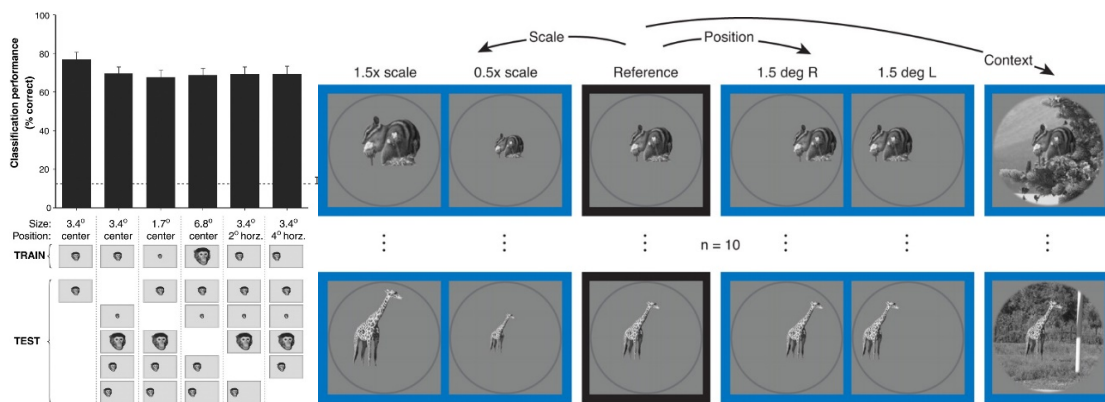 Classification performance
(% correct)
100
80
60
40
20
0
Size: 3.4° 3.4° 1.7° 6.8° 3.4° 3.4°
Position: center center center center 2° horz. 4° horz.
TRAIN
TEST
Scale
Position
Context
1.5x scale
0.5x scale
Reference
1.5 deg R
1.5 deg L
n = 10